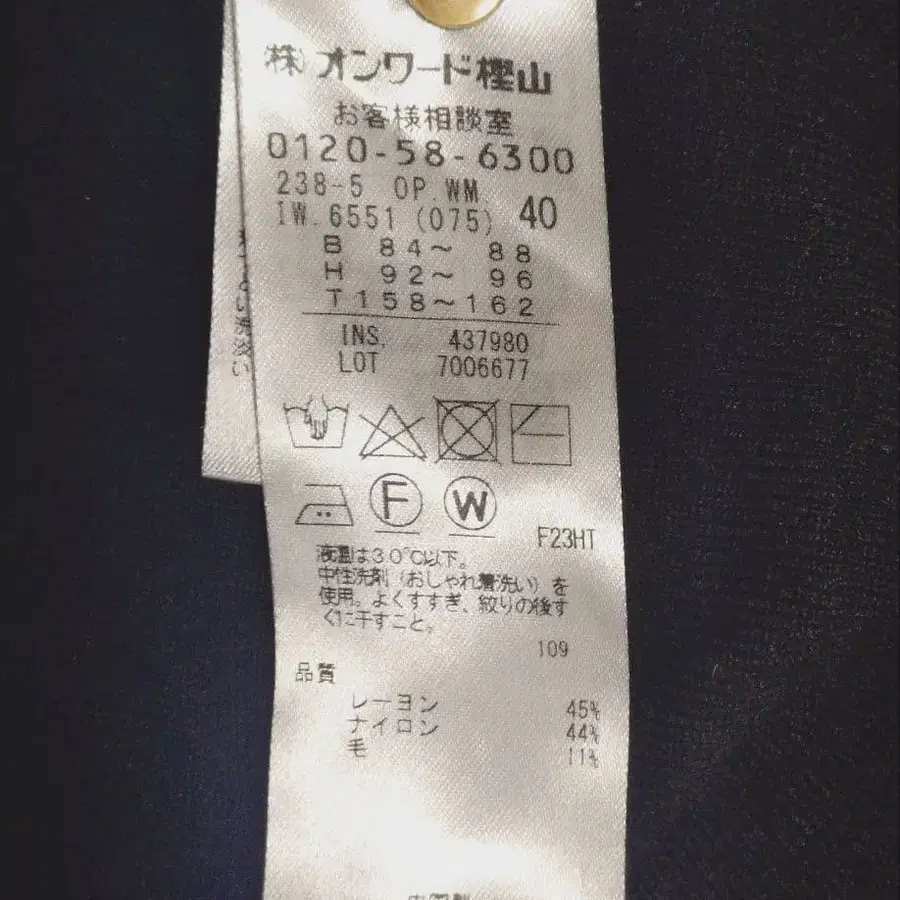 (株)オンワード樫山
お客様相談室
0120-58-6300
238-5 OP.WM
IW.6551 (075) 40
B 84～ 88
H 92～ 96
T158～162
INS. 437980
LOT 7006677
F W
F23HT
液温は30℃以下。
中性洗剤（おしゃれ着洗い）を
使用。よくすすぎ、絞りの後す
ぐに干すこと。
109
品質
レーヨン 45%
ナイロン 44%
毛 11%